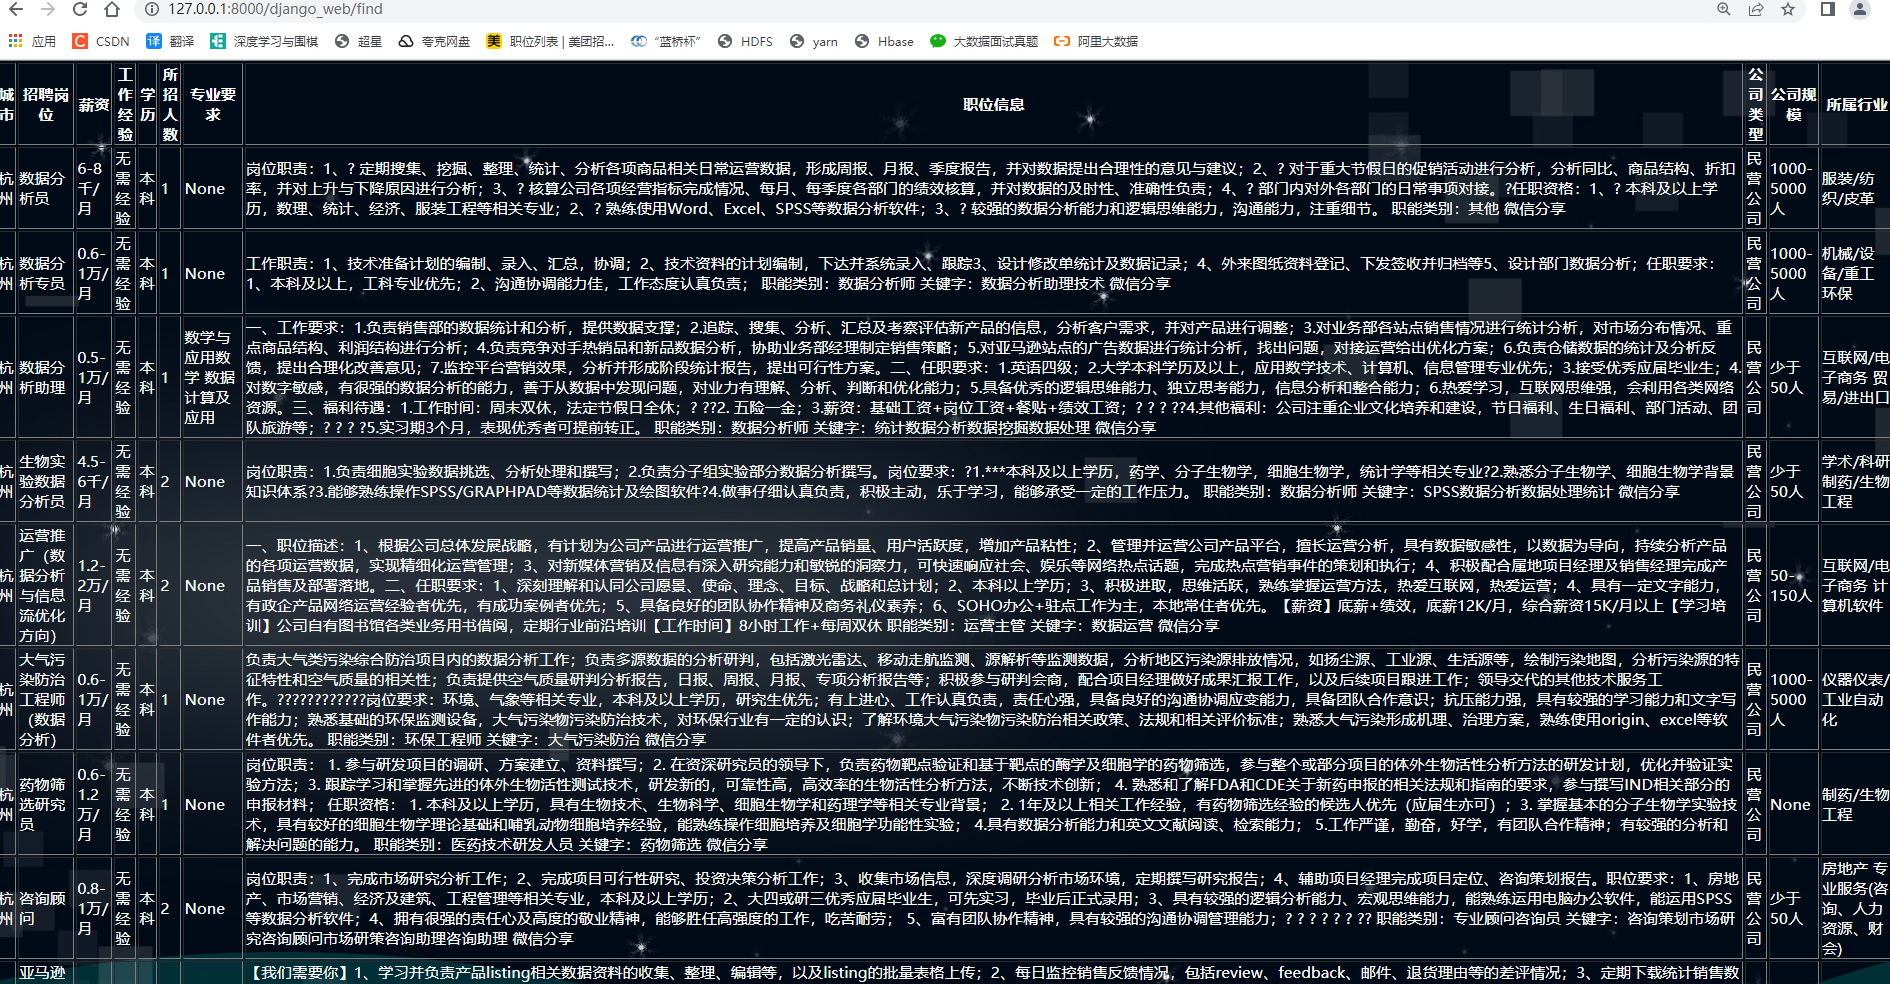 127.0.0.1:8000/django_web/find
应用 CSDN 翻译 深度学习与围棋 超星 夸克网盘 职位列表 | 美团招... “蓝桥杯” HDFS yarn Hbase 大数据面试真题 阿里大数据
城市 招聘岗位 薪资 工作经验 学历 所招人数 专业要求 职位信息 公司类型 公司规模 所属行业
杭州 数据分析员 6-8千/月 无需经验 本科 1 None
岗位职责：1、? 定期搜集、挖掘、整理、统计、分析各项商品相关日常运营数据，形成周报、月报、季度报告，并对数据提出合理性的意见与建议；2、? 对于重大节假日的促销活动进行分析，分析同比、商品结构、折扣
率，并对上升与下降原因进行分析；3、? 核算公司各项经营指标完成情况、每月、每季度各部门的绩效核算，并对数据的及时性、准确性负责；4、? 部门内对外各部门的日常事项对接。?任职资格：1、? 本科及以上学
历，数理、统计、经济、服装工程等相关专业；2、? 熟练使用Word、Excel、SPSS等数据分析软件；3、? 较强的数据分析能力和逻辑思维能力，沟通能力，注重细节。 职能类别：其他 微信分享
民营公司 1000-5000人 服装/纺织/皮革
杭州 数据分析专员 0.6-1万/月 无需经验 本科 1 None
工作职责：1、技术准备计划的编制、录入、汇总，协调；2、技术资料的计划编制，下达并系统录入、跟踪3、设计修改单统计及数据记录；4、外来图纸资料登记、下发签收并归档等5、设计部门数据分析；任职要求：
1、本科及以上，工科专业优先；2、沟通协调能力佳，工作态度认真负责； 职能类别：数据分析师 关键字：数据分析助理技术 微信分享
民营公司 1000-5000人 机械/设备/重工 环保
杭州 数据分析助理 0.5-1万/月 无需经验 本科 1 数学与应用数学 数据计算及应用
一、工作要求：1.负责销售部的数据统计和分析，提供数据支撑；2.追踪、搜集、分析、汇总及考察评估新产品的信息，分析客户需求，并对产品进行调整；3.对业务部各站点销售情况进行统计分析，对市场分布情况、重
点商品结构、利润结构进行分析；4.负责竞争对手热销品和新品数据分析，协助业务部经理制定销售策略；5.对亚马逊站点的广告数据进行统计分析，找出问题，对接运营给出优化方案；6.负责仓储数据的统计及分析反
馈，提出合理化改善意见；7.监控平台营销效果，分析并形成阶段统计报告，提出可行性方案。二、任职要求：1.英语四级；2.大学本科学历及以上，应用数学技术、计算机、信息管理专业优先；3.接受优秀应届毕业生；4.
对数字敏感，有很强的数据分析的能力，善于从数据中发现问题，对业力有理解、分析、判断和优化能力；5.具备优秀的逻辑思维能力、独立思考能力，信息分析和整合能力；6.热爱学习，互联网思维强，会利用各类网络
资源。三、福利待遇：1.工作时间：周末双休，法定节假日全休；? ??2. 五险一金；3.薪资：基础工资+岗位工资+餐贴+绩效工资；? ? ? ??4.其他福利：公司注重企业文化培养和建设，节日福利、生日福利、部门活动、团
队旅游等；? ? ? ?5.实习期3个月，表现优秀者可提前转正。 职能类别：数据分析师 关键字：统计数据分析数据挖掘数据处理 微信分享
民营公司 少于50人 互联网/电子商务 贸易/进出口
杭州 生物实验数据分析员 4.5-6千/月 无需经验 本科 2 None
岗位职责：1.负责细胞实验数据挑选、分析处理和撰写；2.负责分子组实验部分数据分析撰写。岗位要求：?1.***本科及以上学历，药学、分子生物学，细胞生物学，统计学等相关专业?2.熟悉分子生物学、细胞生物学背景
知识体系?3.能够熟练操作SPSS/GRAPHPAD等数据统计及绘图软件?4.做事仔细认真负责，积极主动，乐于学习，能够承受一定的工作压力。 职能类别：数据分析师 关键字：SPSS数据分析数据处理统计 微信分享
民营公司 少于50人 学术/科研 制药/生物工程
杭州 运营推广（数据分析与信息流优化方向） 1.2-2万/月 无需经验 本科 2 None
一、职位描述：1、根据公司总体发展战略，有计划为公司产品进行运营推广，提高产品销量、用户活跃度，增加产品粘性；2、管理并运营公司产品平台，擅长运营分析，具有数据敏感性，以数据为导向，持续分析产品
的各项运营数据，实现精细化运营管理；3、对新媒体营销及信息有深入研究能力和敏锐的洞察力，可快速响应社会、娱乐等网络热点话题，完成热点营销事件的策划和执行；4、积极配合属地项目经理及销售经理完成产
品销售及部署落地。二、任职要求：1、深刻理解和认同公司愿景、使命、理念、目标、战略和总计划；2、本科以上学历；3、积极进取，思维活跃，熟练掌握运营方法，热爱互联网，热爱运营；4、具有一定文字能力，
有政企产品网络运营经验者优先，有成功案例者优先；5、具备良好的团队协作精神及商务礼仪素养；6、SOHO办公+驻点工作为主，本地常住者优先。【薪资】底薪+绩效，底薪12K/月，综合薪资15K/月以上【学习培
训】公司自有图书馆各类业务用书借阅，定期行业前沿培训【工作时间】8小时工作+每周双休 职能类别：运营主管 关键字：数据运营 微信分享
民营公司 50-150人 互联网/电子商务 计算机软件
杭州 大气污染防治工程师（数据分析） 0.6-1万/月 无需经验 本科 1 None
负责大气类污染综合防治项目内的数据分析工作；负责多源数据的分析研判，包括激光雷达、移动走航监测、源解析等监测数据，分析地区污染源排放情况，如扬尘源、工业源、生活源等，绘制污染地图，分析污染源的特
征特性和空气质量的相关性；负责提供空气质量研判分析报告，日报、周报、月报、专项分析报告等；积极参与研判会商，配合项目经理做好成果汇报工作，以及后续项目跟进工作；领导交代的其他技术服务工
作。????????????岗位要求：环境、气象等相关专业，本科及以上学历，研究生优先；有上进心、工作认真负责，责任心强，具备良好的沟通协调应变能力，具备团队合作意识；抗压能力强，具有较强的学习能力和文字写
作能力；熟悉基础的环保监测设备，大气污染物污染防治技术，对环保行业有一定的认识；了解环境大气污染物污染防治相关政策、法规和相关评价标准；熟悉大气污染形成机理、治理方案，熟练使用origin、excel等软
件者优先。 职能类别：环保工程师 关键字：大气污染防治 微信分享
民营公司 1000-5000人 仪器仪表/工业自动化
杭州 药物筛选研究员 0.6-1.2万/月 无需经验 本科 1 None
岗位职责： 1. 参与研发项目的调研、方案建立、资料撰写；2. 在资深研究员的领导下，负责药物靶点验证和基于靶点的酶学及细胞学的药物筛选，参与整个或部分项目的体外生物活性分析方法的研发计划，优化并验证实
验方法；3. 跟踪学习和掌握先进的体外生物活性测试技术，研发新的，可靠性高，高效率的生物活性分析方法，不断技术创新； 4. 熟悉和了解FDA和CDE关于新药申报的相关法规和指南的要求，参与撰写IND相关部分的
申报材料； 任职资格： 1. 本科及以上学历，具有生物技术、生物科学、细胞生物学和药理学等相关专业背景； 2. 1年及以上相关工作经验，有药物筛选经验的候选人优先（应届生亦可）；3. 掌握基本的分子生物学实验技
术，具有较好的细胞生物学理论基础和哺乳动物细胞培养经验，能熟练操作细胞培养及细胞学功能性实验； 4.具有数据分析能力和英文文献阅读、检索能力； 5.工作严谨，勤奋，好学，有团队合作精神；有较强的分析和
解决问题的能力。 职能类别：医药技术研发人员 关键字：药物筛选 微信分享
民营公司 None 制药/生物工程
杭州 咨询顾问 0.8-1万/月 无需经验 本科 2 None
岗位职责：1、完成市场研究分析工作；2、完成项目可行性研究、投资决策分析工作；3、收集市场信息，深度调研分析市场环境，定期撰写研究报告；4、辅助项目经理完成项目定位、咨询策划报告。职位要求：1、房地
产、市场营销、经济及建筑、工程管理等相关专业，本科及以上学历；2、大四或研三优秀应届毕业生，可先实习，毕业后正式录用；3、具有较强的逻辑分析能力、宏观思维能力，能熟练运用电脑办公软件，能运用SPSS
等数据分析软件；4、拥有很强的责任心及高度的敬业精神，能够胜任高强度的工作，吃苦耐劳； 5、富有团队协作精神，具有较强的沟通协调管理能力；? ? ? ? ? ? ?? 职能类别：专业顾问咨询员 关键字：咨询策划市场研
究咨询顾问市场研策咨询助理咨询助理 微信分享
民营公司 少于50人 房地产 专业服务(咨询、人力资源、财会)
亚马逊
【我们需要你】1、学习并负责产品listing相关数据资料的收集、整理、编辑等，以及listing的批量表格上传；2、每日监控销售反馈情况，包括review、feedback、邮件、退货理由等的差评情况；3、定期下载统计销售数